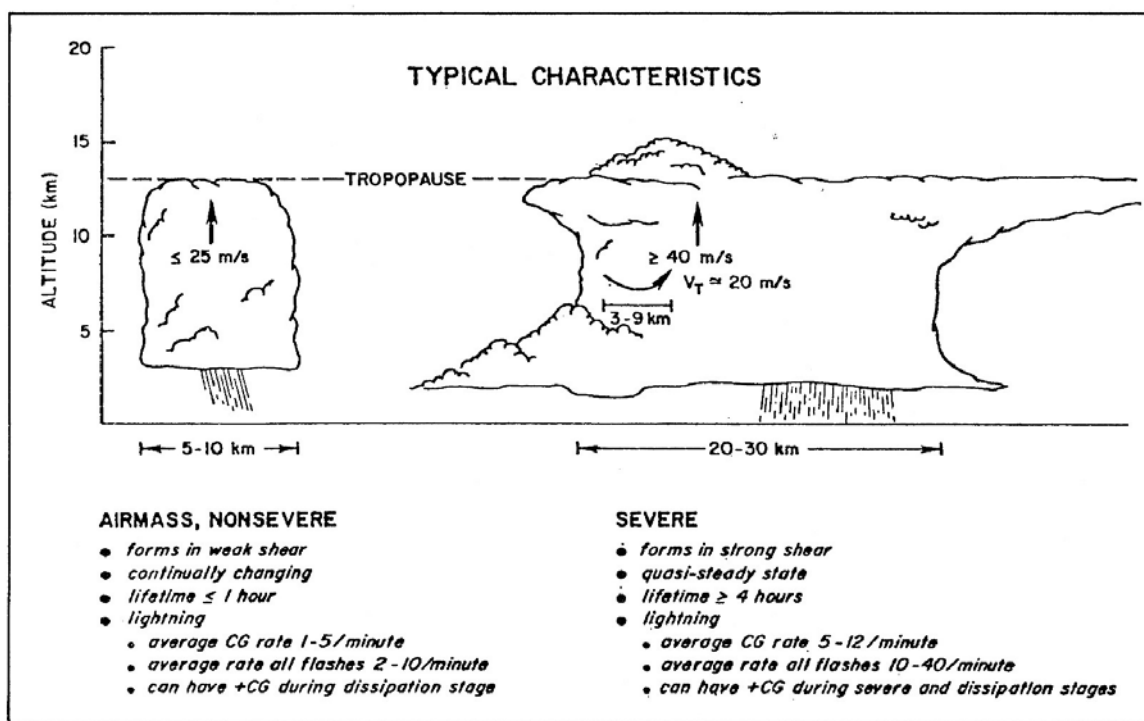 20
TYPICAL CHARACTERISTICS
15
TROPOPAUSE
ALTITUDE (km)
10
≤ 25 m/s
≥ 40 m/s
V_T ≃ 20 m/s
3-9 km
5
0
5-10 km
20-30 km
AIRMASS, NONSEVERE
• forms in weak shear
• continually changing
• lifetime ≤ 1 hour
• lightning
• average CG rate 1-5/minute
• average rate all flashes 2-10/minute
• can have +CG during dissipation stage
SEVERE
• forms in strong shear
• quasi-steady state
• lifetime ≥ 4 hours
• lightning
• average CG rate 5-12/minute
• average rate all flashes 10-40/minute
• can have +CG during severe and dissipation stages